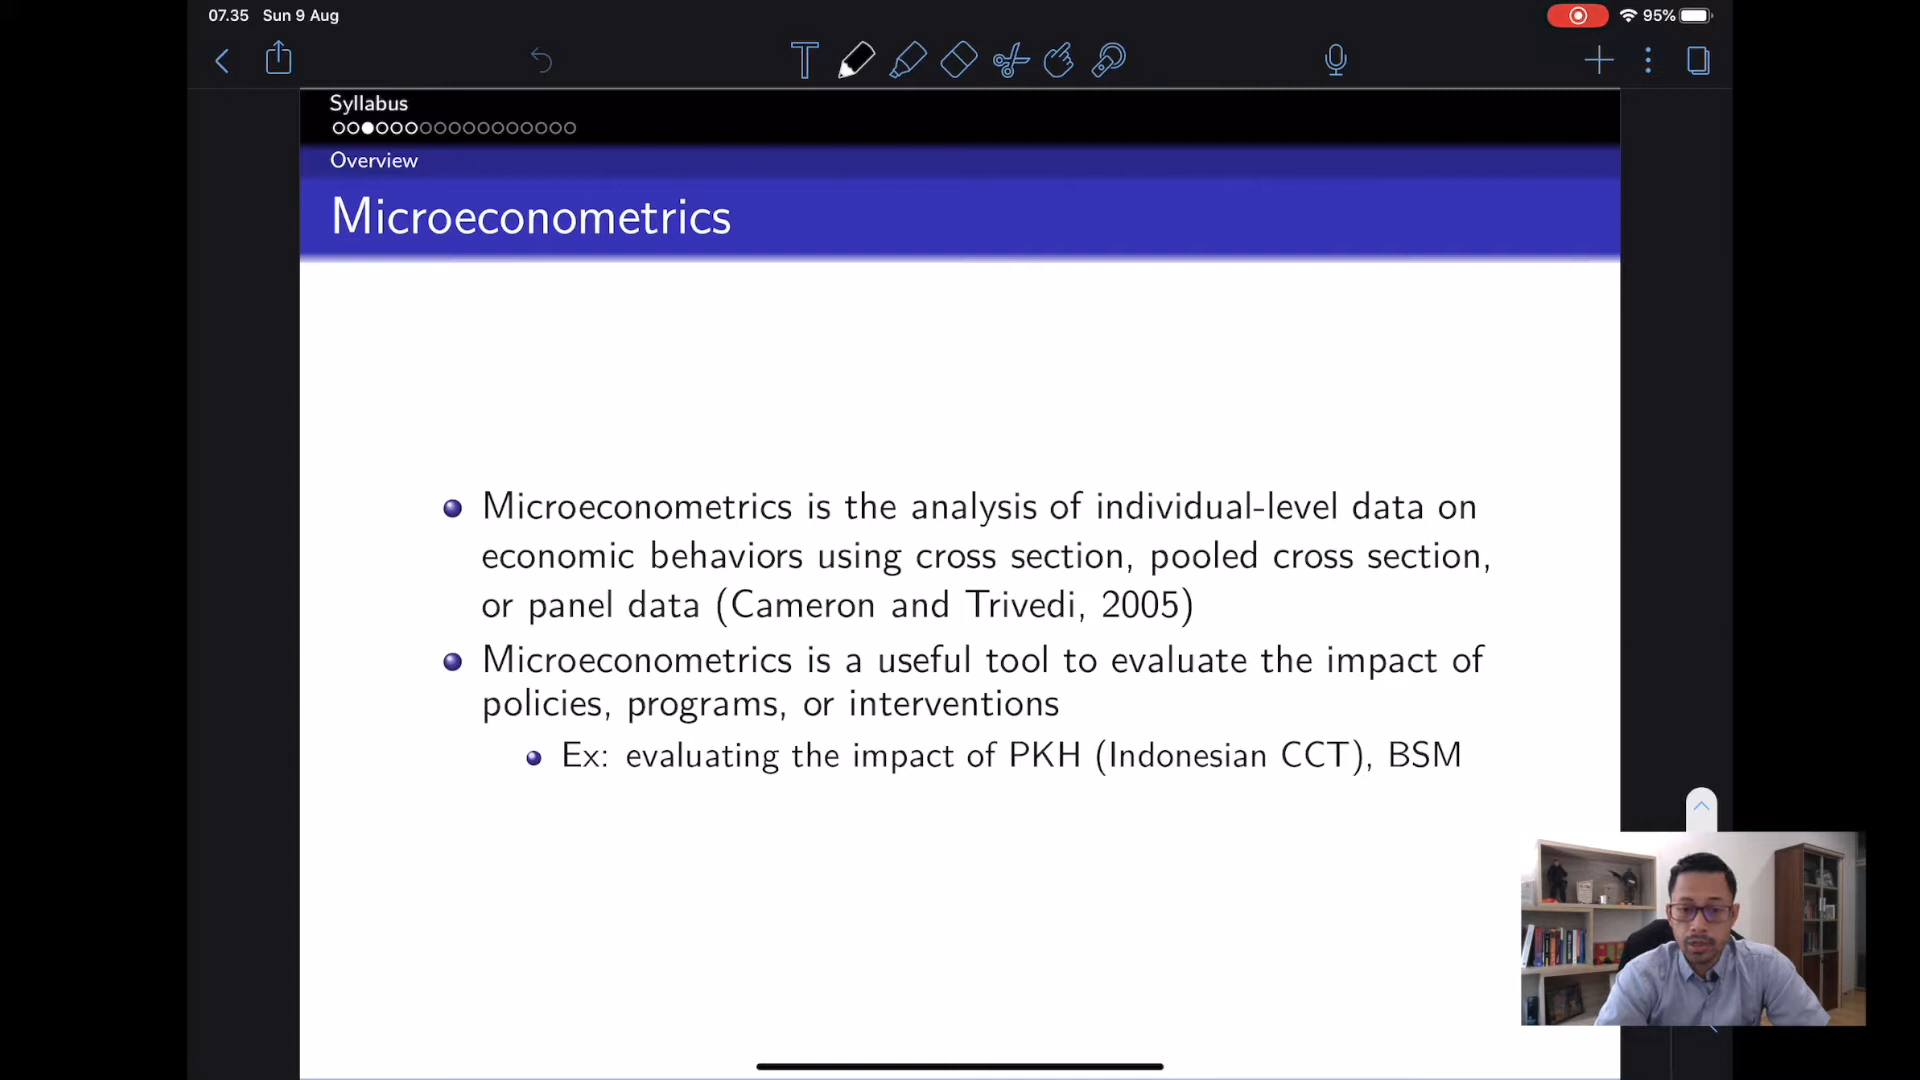 07.35 Sun 9 Aug
95%
T
Syllabus
Overview
Microeconometrics
Microeconometrics is the analysis of individual-level data on
economic behaviors using cross section, pooled cross section,
or panel data (Cameron and Trivedi, 2005)
Microeconometrics is a useful tool to evaluate the impact of
policies, programs, or interventions
Ex: evaluating the impact of PKH (Indonesian CCT), BSM